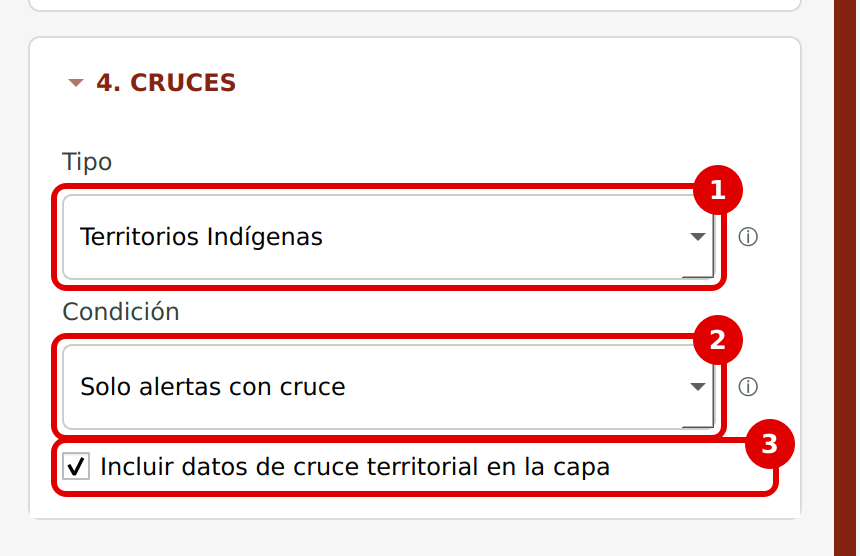 4. CRUCES
Tipo
1
Territorios Indígenas
Condición
2
Solo alertas con cruce
3
Incluir datos de cruce territorial en la capa